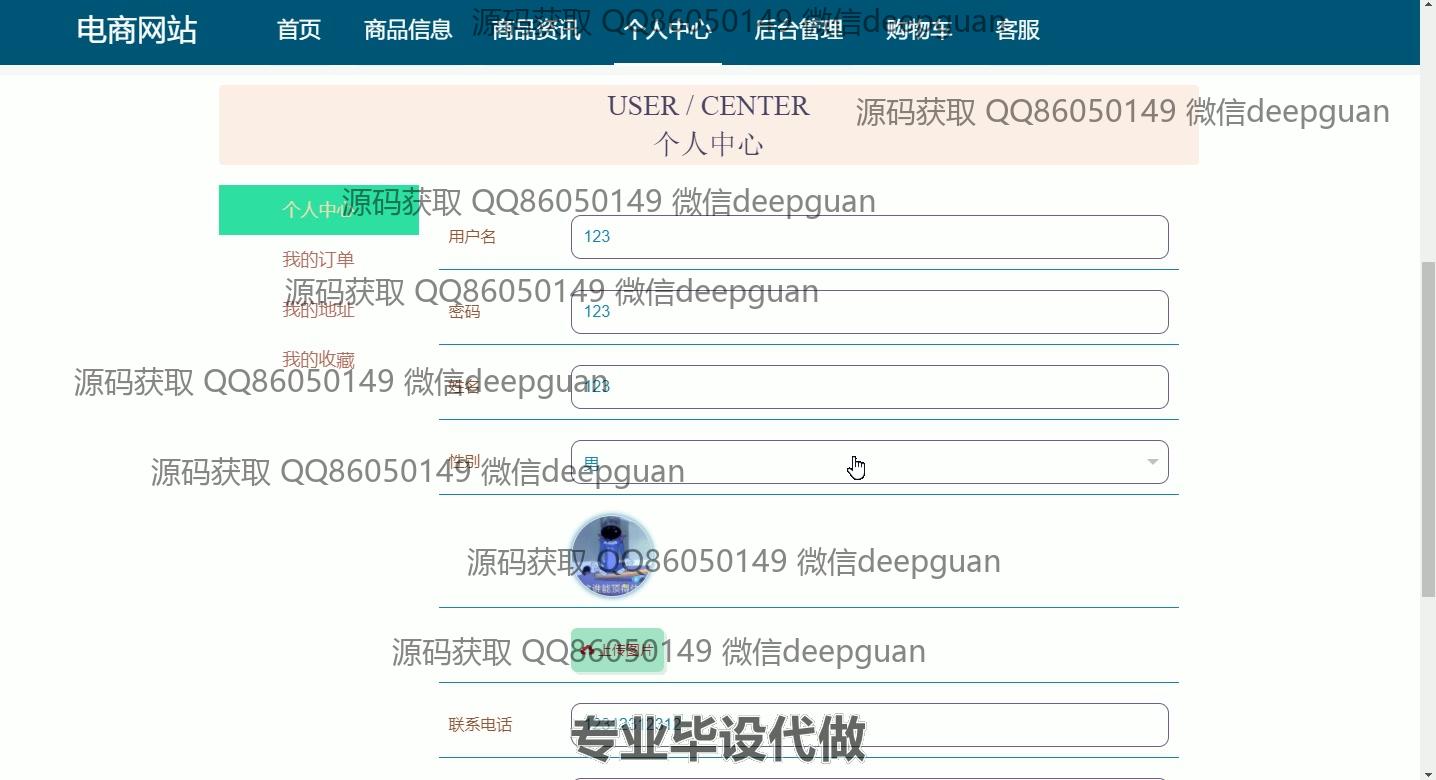 电商网站 首页 商品信息 商品资讯 个人中心 后台管理 购物车 客服
源码获取 QQ86050149 微信deepguan
USER / CENTER
源码获取 QQ86050149 微信deepguan
个人中心
个人中心
源码获取 QQ86050149 微信deepguan
用户名 123
我的订单
源码获取 QQ86050149 微信deepguan
我的地址
密码 123
我的收藏
源码获取 QQ86050149 微信deepguan
姓名 123
性别 男
源码获取 QQ86050149 微信deepguan
源码获取 QQ86050149 微信deepguan
上传图片
源码获取 QQ86050149 微信deepguan
联系电话 12312312312
专业毕设代做